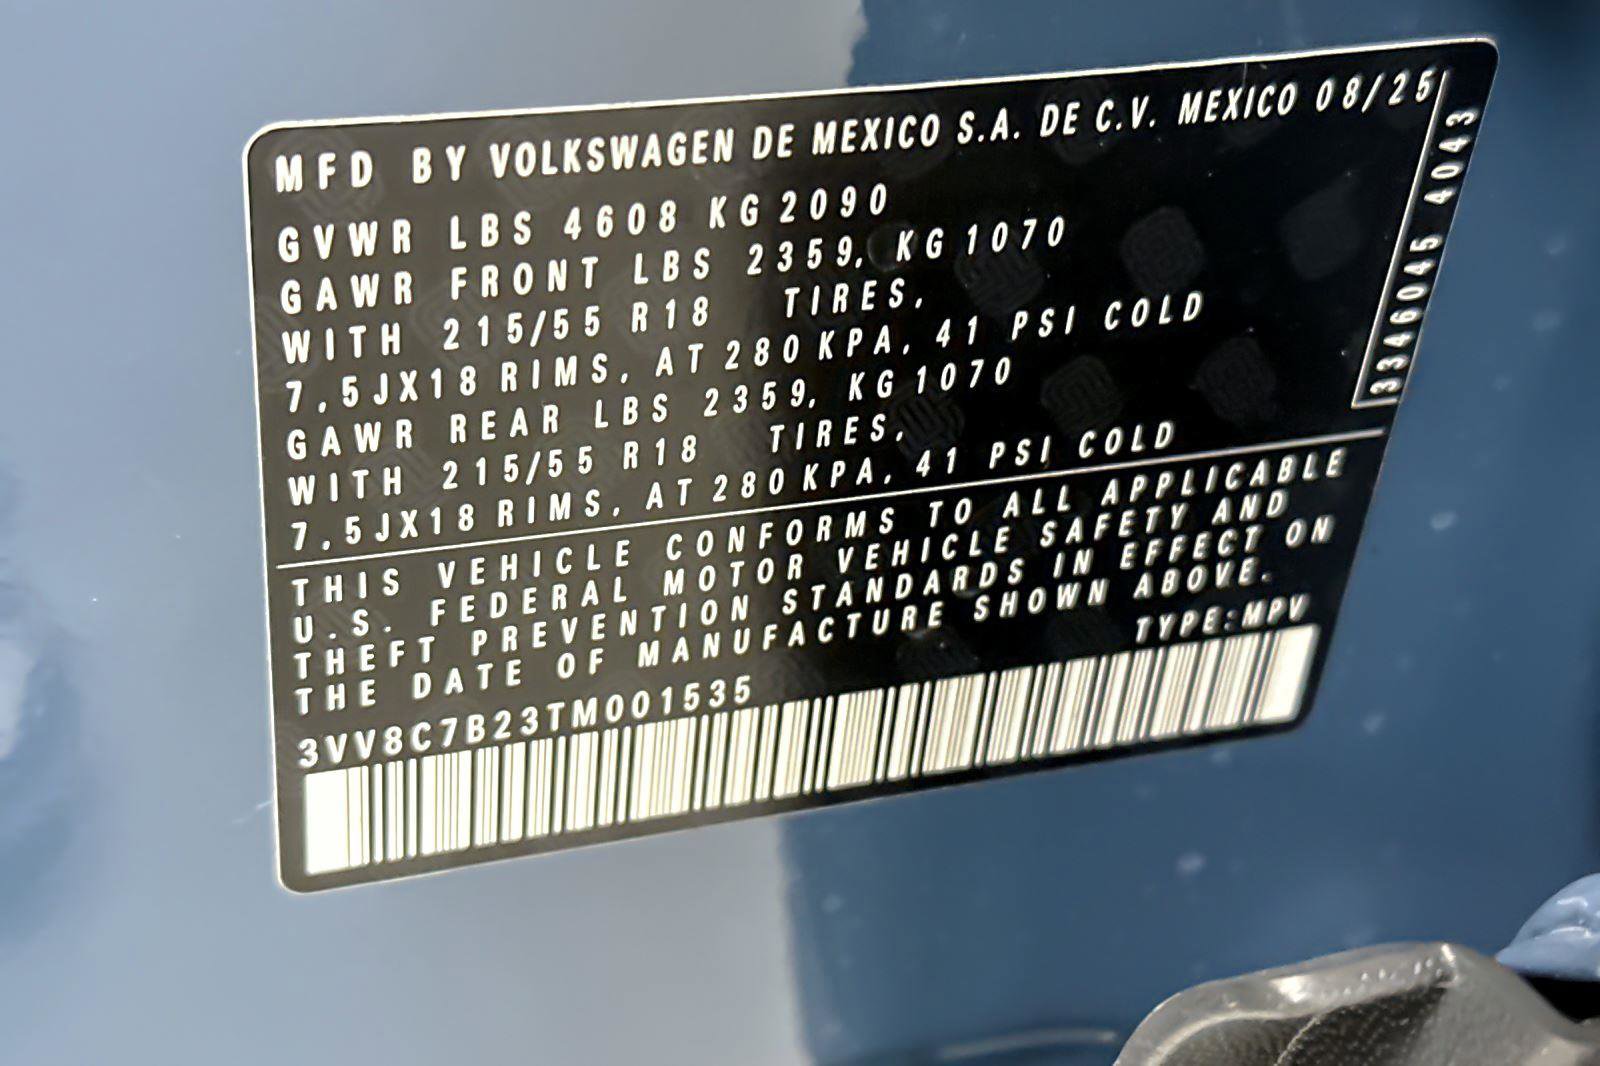 MFD BY VOLKSWAGEN DE MEXICO S.A. DE C.V. MEXICO 08/25
GVWR LBS 4608 KG 2090
GAWR FRONT LBS 2359, KG 1070
WITH 215/55 R18 TIRES,
7.5JX18 RIMS, AT 280 KPA, 41 PSI COLD
GAWR REAR LBS 2359, KG 1070
WITH 215/55 R18 TIRES,
7.5JX18 RIMS, AT 280 KPA, 41 PSI COLD
THIS VEHICLE CONFORMS TO ALL APPLICABLE
U.S. FEDERAL MOTOR VEHICLE SAFETY AND
THEFT PREVENTION STANDARDS IN EFFECT ON
THE DATE OF MANUFACTURE SHOWN ABOVE.
TYPE:MPV
3VV8C7B23TM001535
3346045 4043